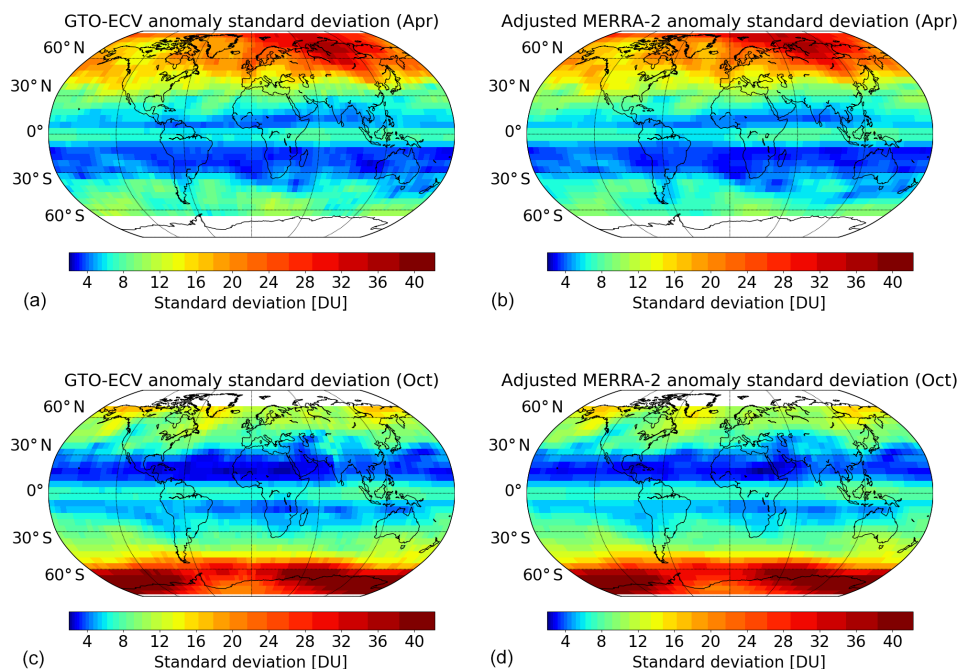 GTO-ECV anomaly standard deviation (Apr)
60° N
30° N
0°
30° S
60° S
4 8 12 16 20 24 28 32 36 40
Standard deviation [DU]
(a)
Adjusted MERRA-2 anomaly standard deviation (Apr)
60° N
30° N
0°
30° S
60° S
4 8 12 16 20 24 28 32 36 40
Standard deviation [DU]
(b)
GTO-ECV anomaly standard deviation (Oct)
60° N
30° N
0°
30° S
60° S
4 8 12 16 20 24 28 32 36 40
Standard deviation [DU]
(c)
Adjusted MERRA-2 anomaly standard deviation (Oct)
60° N
30° N
0°
30° S
60° S
4 8 12 16 20 24 28 32 36 40
Standard deviation [DU]
(d)